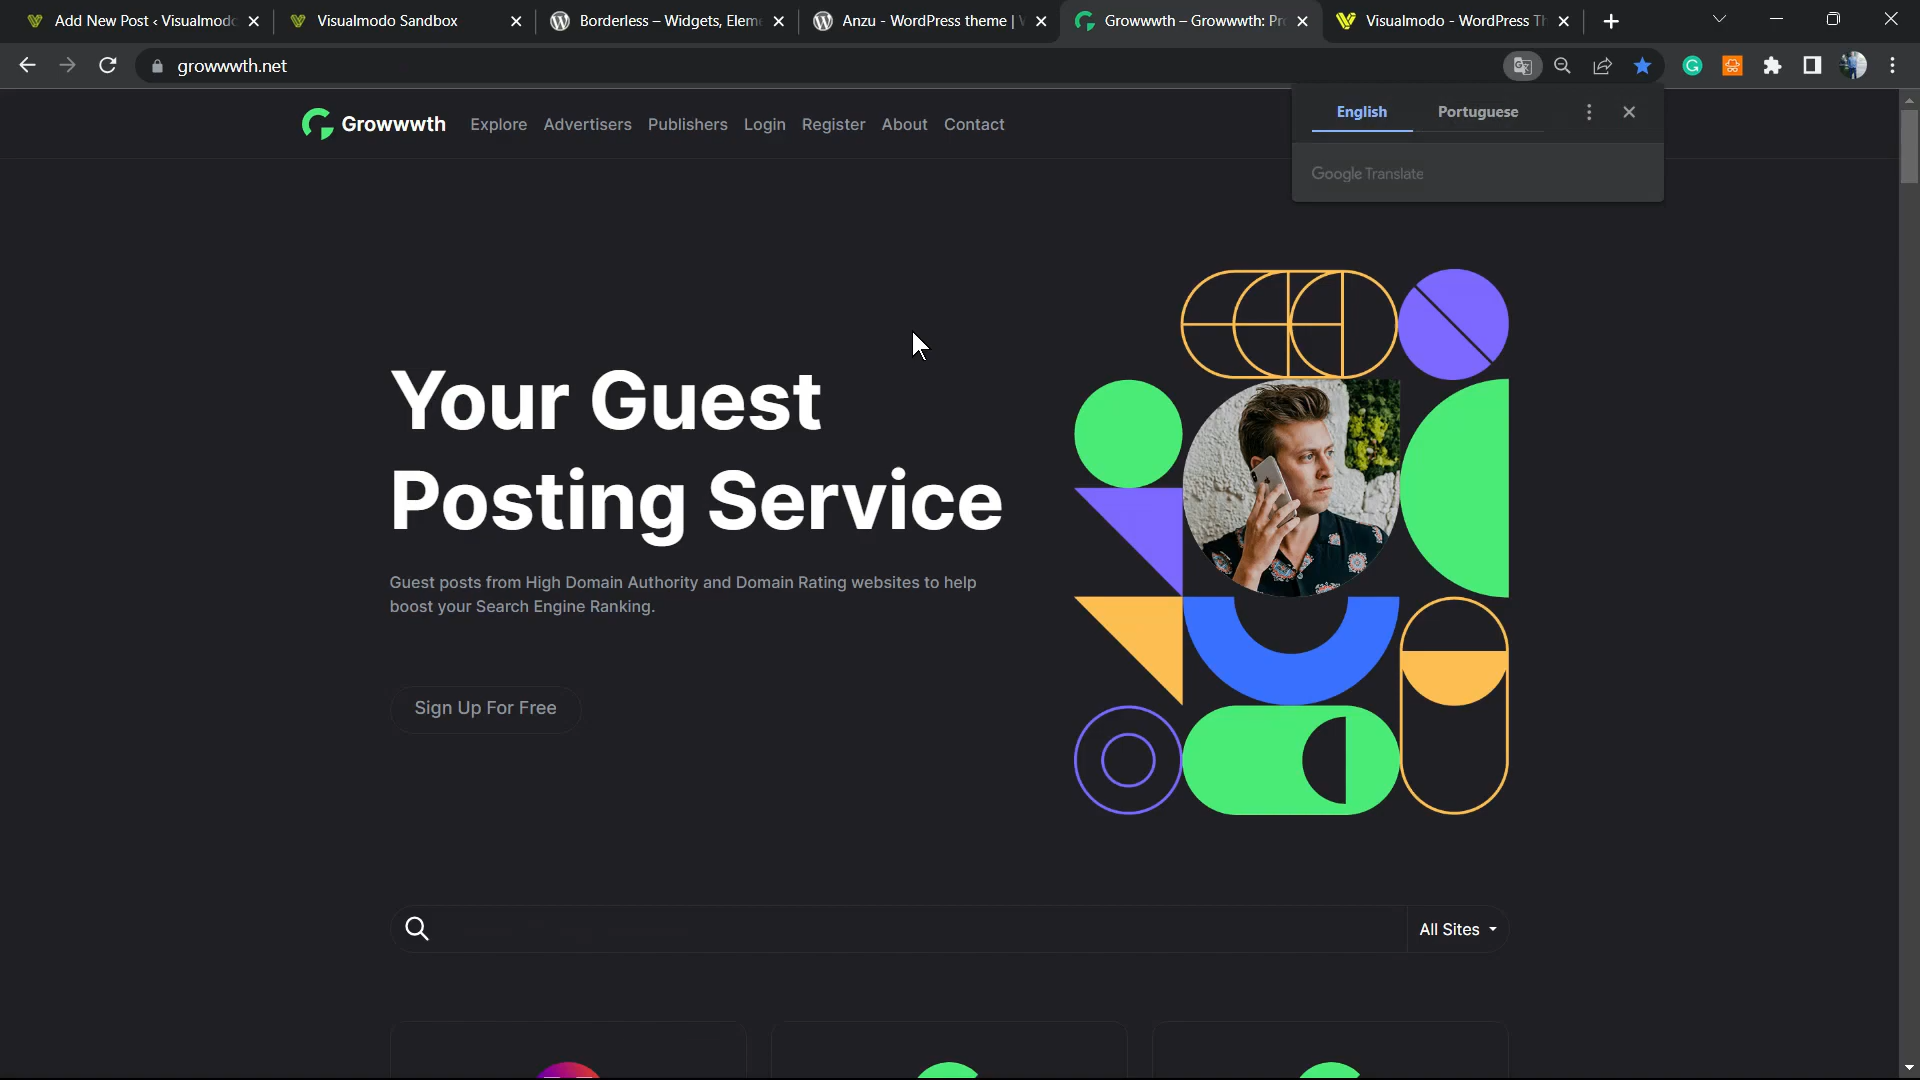 Add New Post ‹ Visualmodo
Visualmodo Sandbox
Borderless – Widgets, Elem
Anzu - WordPress theme |
Growwwth – Growwwth: Pr
Visualmodo - WordPress Th
growwwth.net
English
Portuguese
Google Translate
Growwwth
Explore
Advertisers
Publishers
Login
Register
About
Contact
Your Guest
Posting Service
Guest posts from High Domain Authority and Domain Rating websites to help
boost your Search Engine Ranking.
Sign Up For Free
All Sites